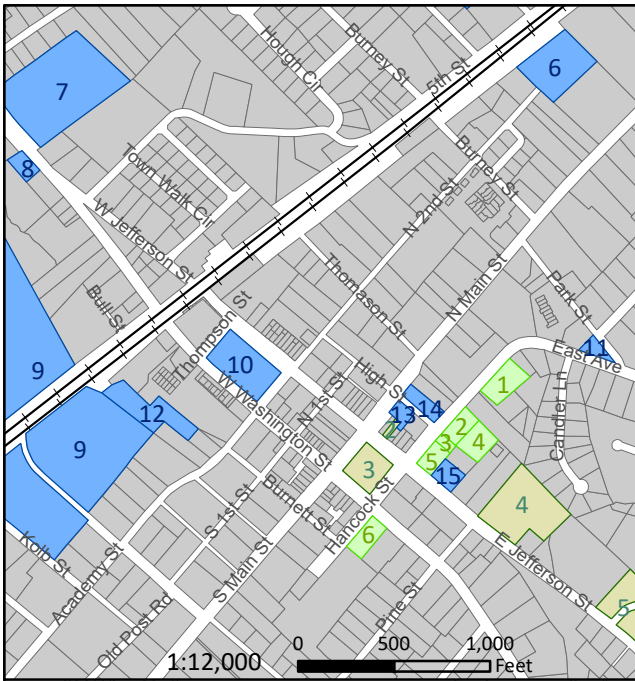 Hough Cir
Burney St
5th St
6
7
Town Walk Cir
8
W Jefferson St
Burney St
N 2nd St
Thomason St
N Main St
Park St
Bull St
Thompson St
9
10
W Washington St
N 1st St
High St
11
East Ave
Candler Ln
1
12
13
14
2
2
3
4
5
15
3
4
9
Burnett St
Hancock St
6
S 1st St
Kolb St
Academy St
Old Post Rd
S Main St
Pine St
E Jefferson St
5
1:12,000
0 500 1,000
Feet